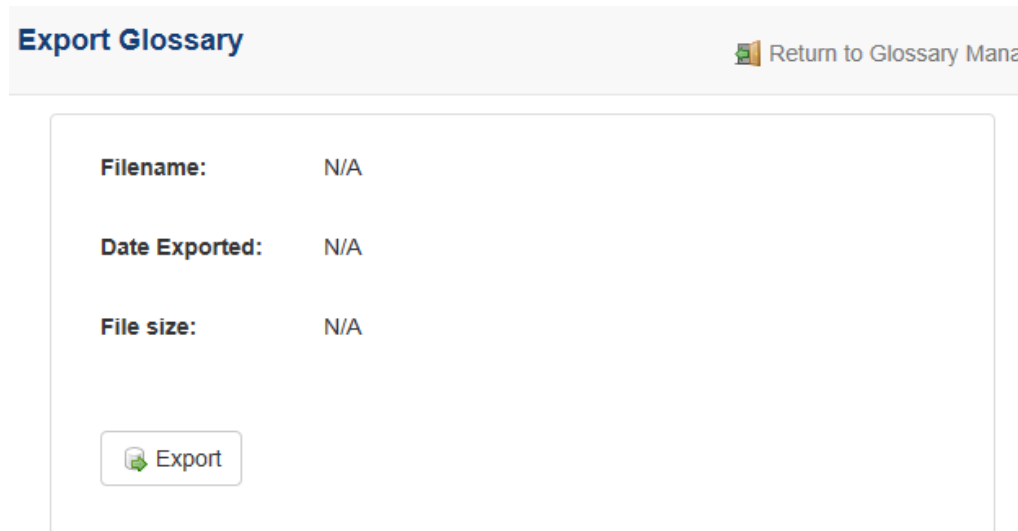 Export Glossary
Return to Glossary Mana
Filename: N/A
Date Exported: N/A
File size: N/A
Export